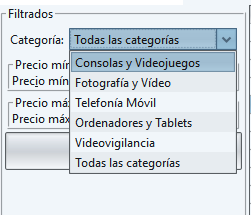 Filtrados
Categoría: Todas las categorías
Consolas y Videojuegos
Precio mín
Fotografía y Vídeo
Precio mín
Telefonía Móvil
Precio máx
Ordenadores y Tablets
Precio máx
Videovigilancia
Todas las categorías